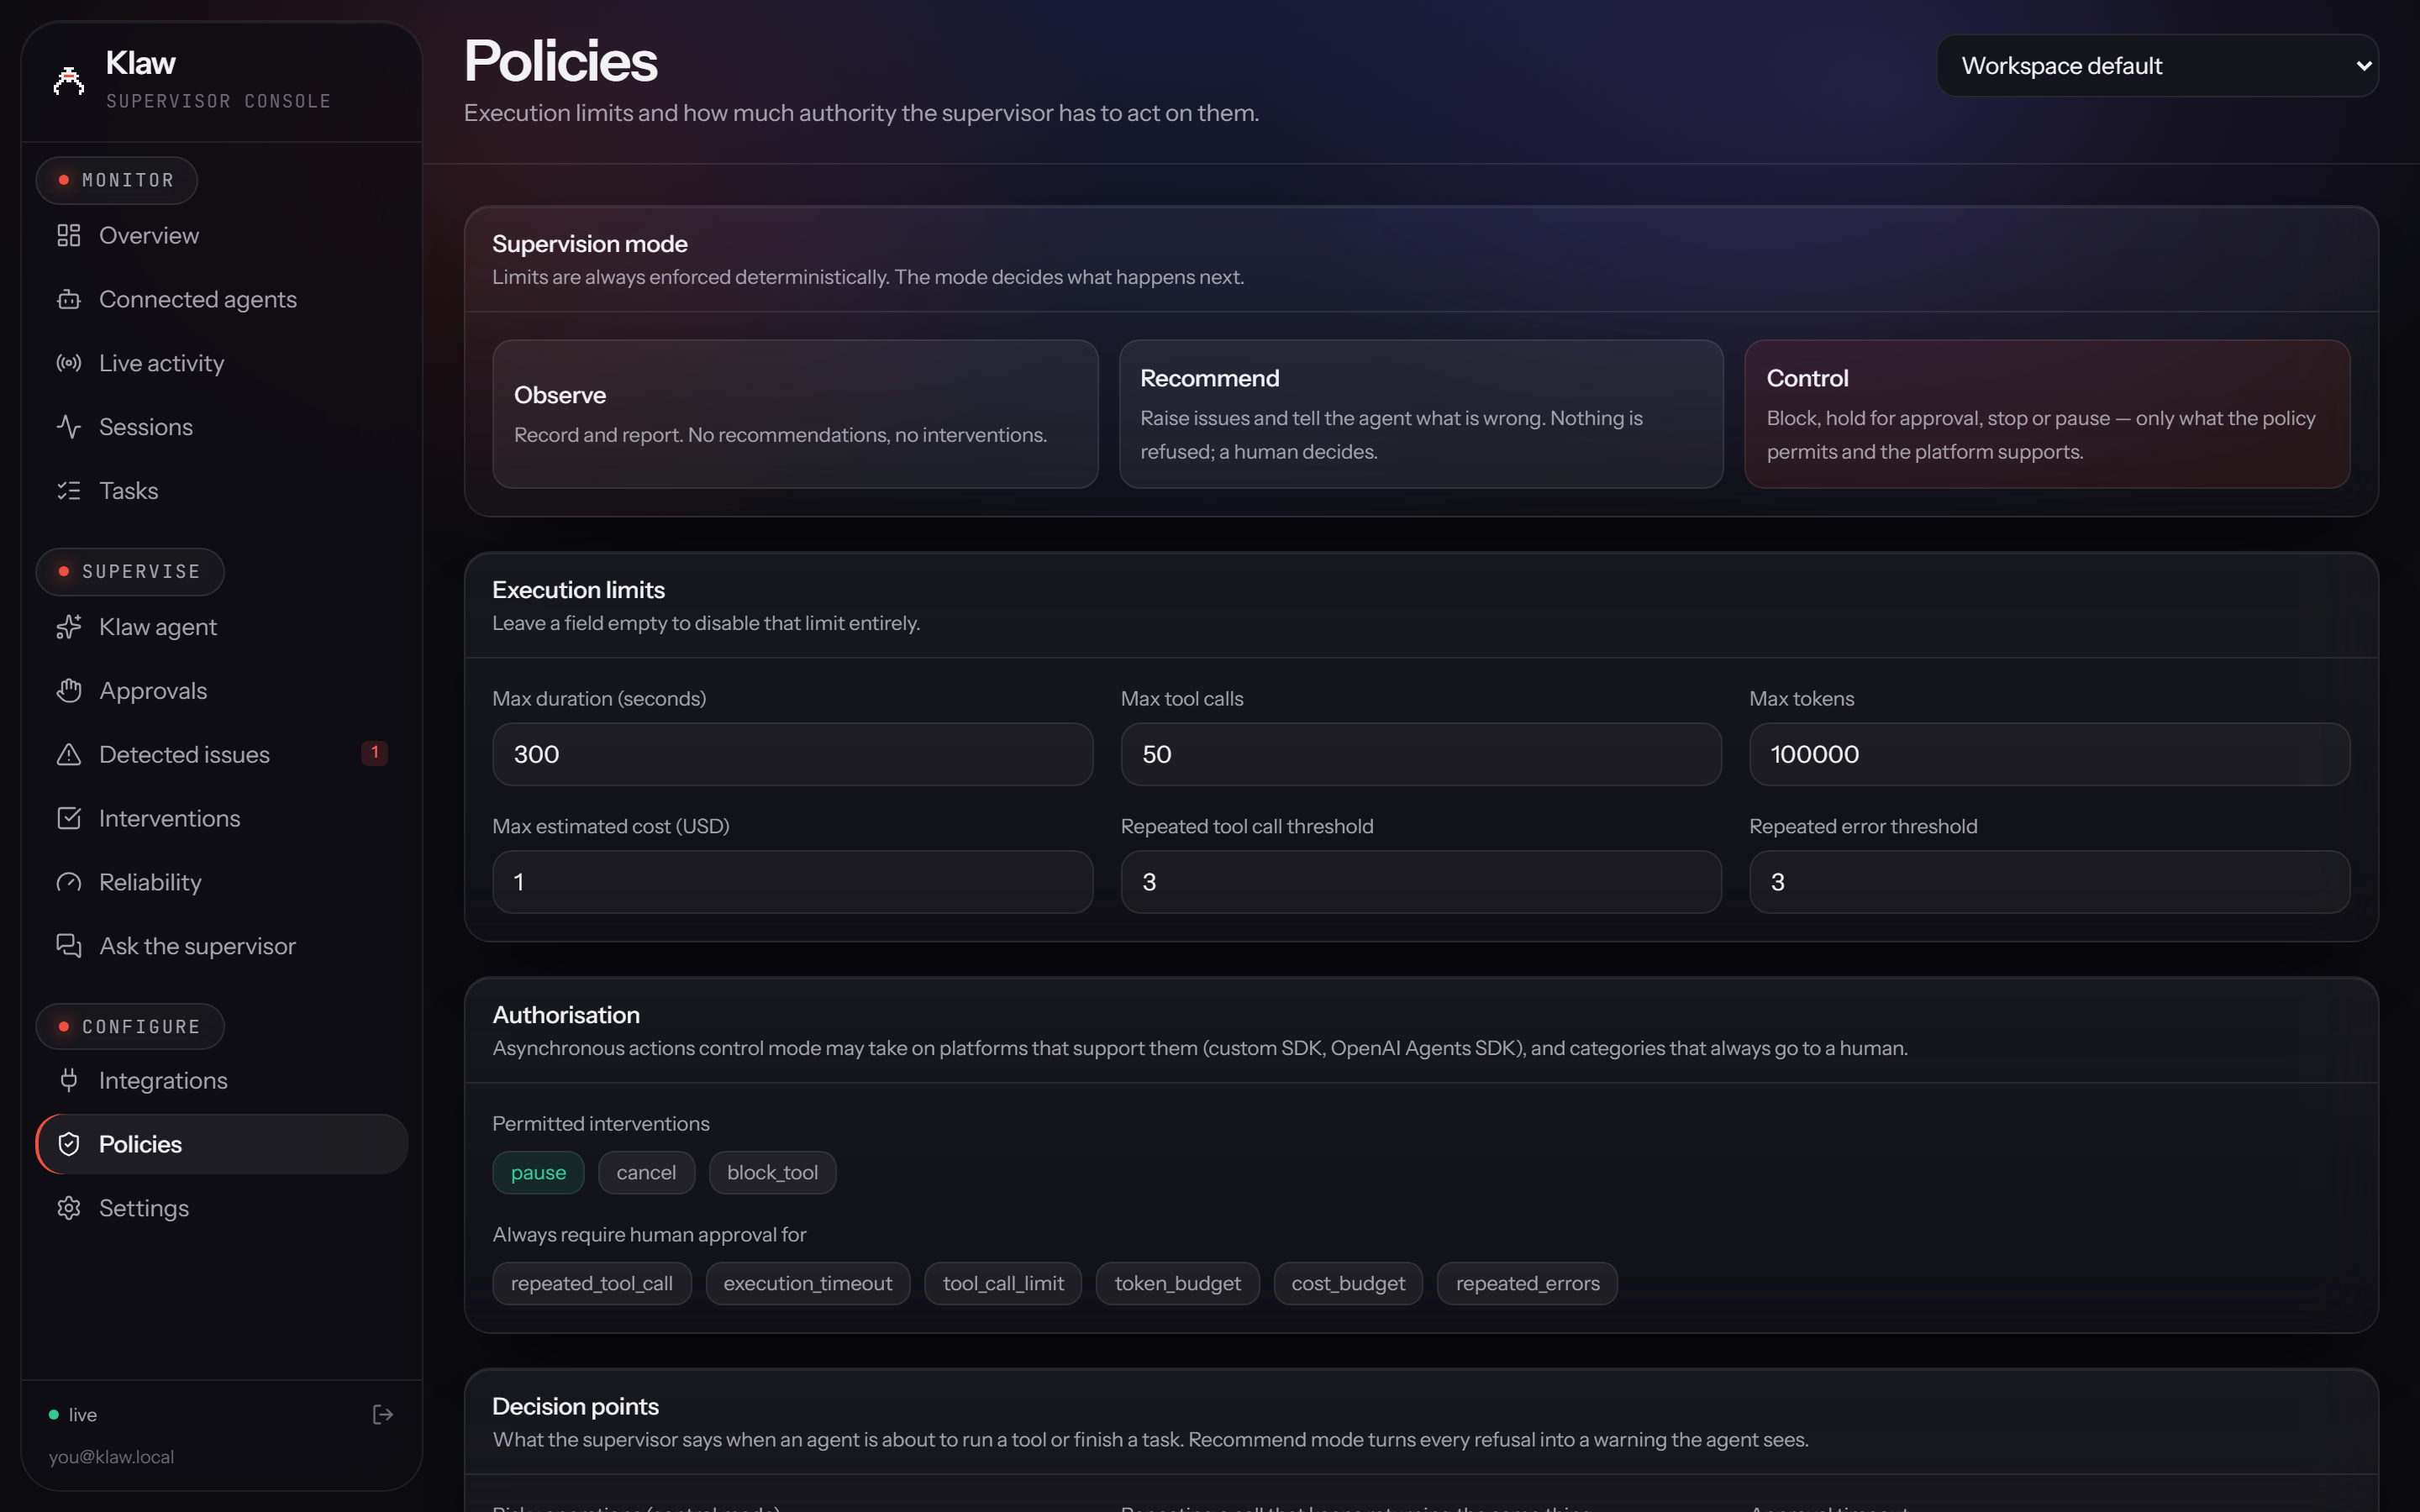 Klaw
SUPERVISOR CONSOLE
MONITOR
Overview
Connected agents
Live activity
Sessions
Tasks
SUPERVISE
Klaw agent
Approvals
Detected issues 1
Interventions
Reliability
Ask the supervisor
CONFIGURE
Integrations
Policies
Settings
live
you@klaw.local
Policies
Execution limits and how much authority the supervisor has to act on them.
Workspace default
Supervision mode
Limits are always enforced deterministically. The mode decides what happens next.
Observe
Record and report. No recommendations, no interventions.
Recommend
Raise issues and tell the agent what is wrong. Nothing is
refused; a human decides.
Control
Block, hold for approval, stop or pause — only what the policy
permits and the platform supports.
Execution limits
Leave a field empty to disable that limit entirely.
Max duration (seconds)
300
Max tool calls
50
Max tokens
100000
Max estimated cost (USD)
1
Repeated tool call threshold
3
Repeated error threshold
3
Authorisation
Asynchronous actions control mode may take on platforms that support them (custom SDK, OpenAI Agents SDK), and categories that always go to a human.
Permitted interventions
pause cancel block_tool
Always require human approval for
repeated_tool_call execution_timeout tool_call_limit token_budget cost_budget repeated_errors
Decision points
What the supervisor says when an agent is about to run a tool or finish a task. Recommend mode turns every refusal into a warning the agent sees.